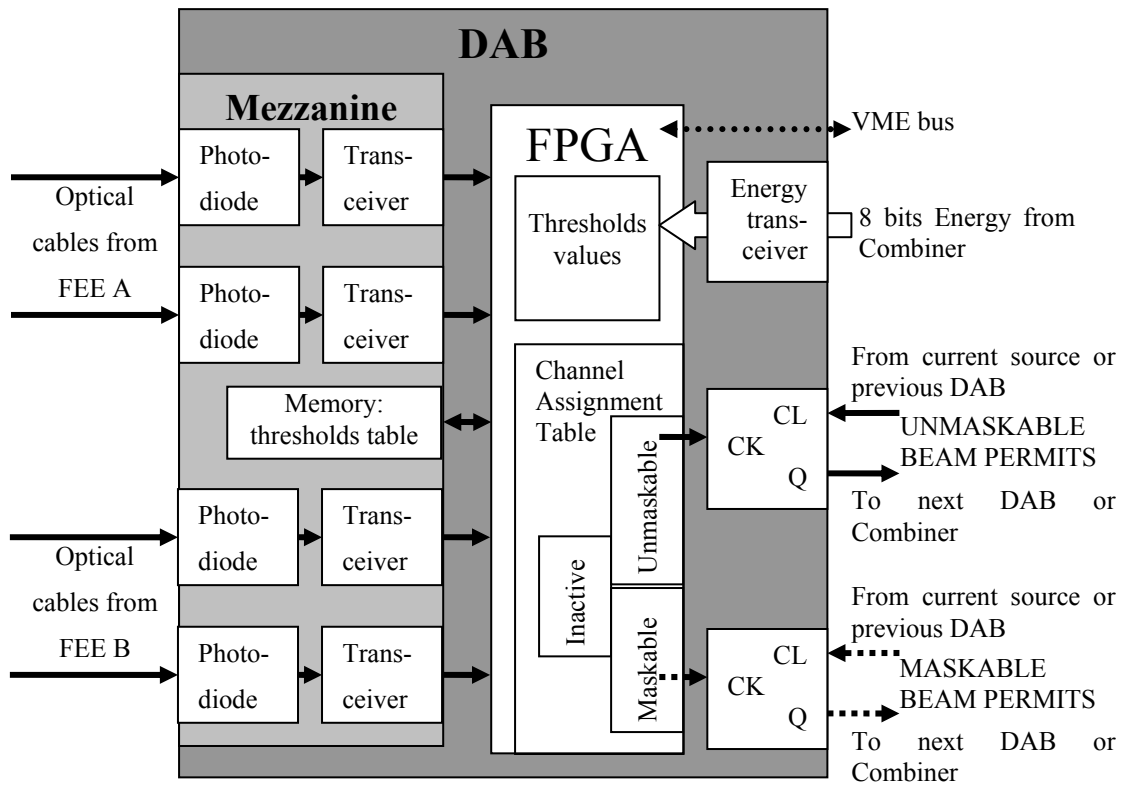 DAB
Mezzanine
Photo-
diode
Trans-
ceiver
Optical
cables from
FEE A
Photo-
diode
Trans-
ceiver
Memory:
thresholds table
Photo-
diode
Trans-
ceiver
Optical
cables from
FEE B
Photo-
diode
Trans-
ceiver
FPGA
Thresholds
values
Channel
Assignment
Table
Unmaskable
Inactive
Maskable
VME bus
Energy
trans-
ceiver
8 bits Energy from
Combiner
From current source or
previous DAB
CL
CK
Q
UNMASKABLE
BEAM PERMITS
To next DAB or
Combiner
From current source or
previous DAB
CL
CK
Q
MASKABLE
BEAM PERMITS
To next DAB or
Combiner